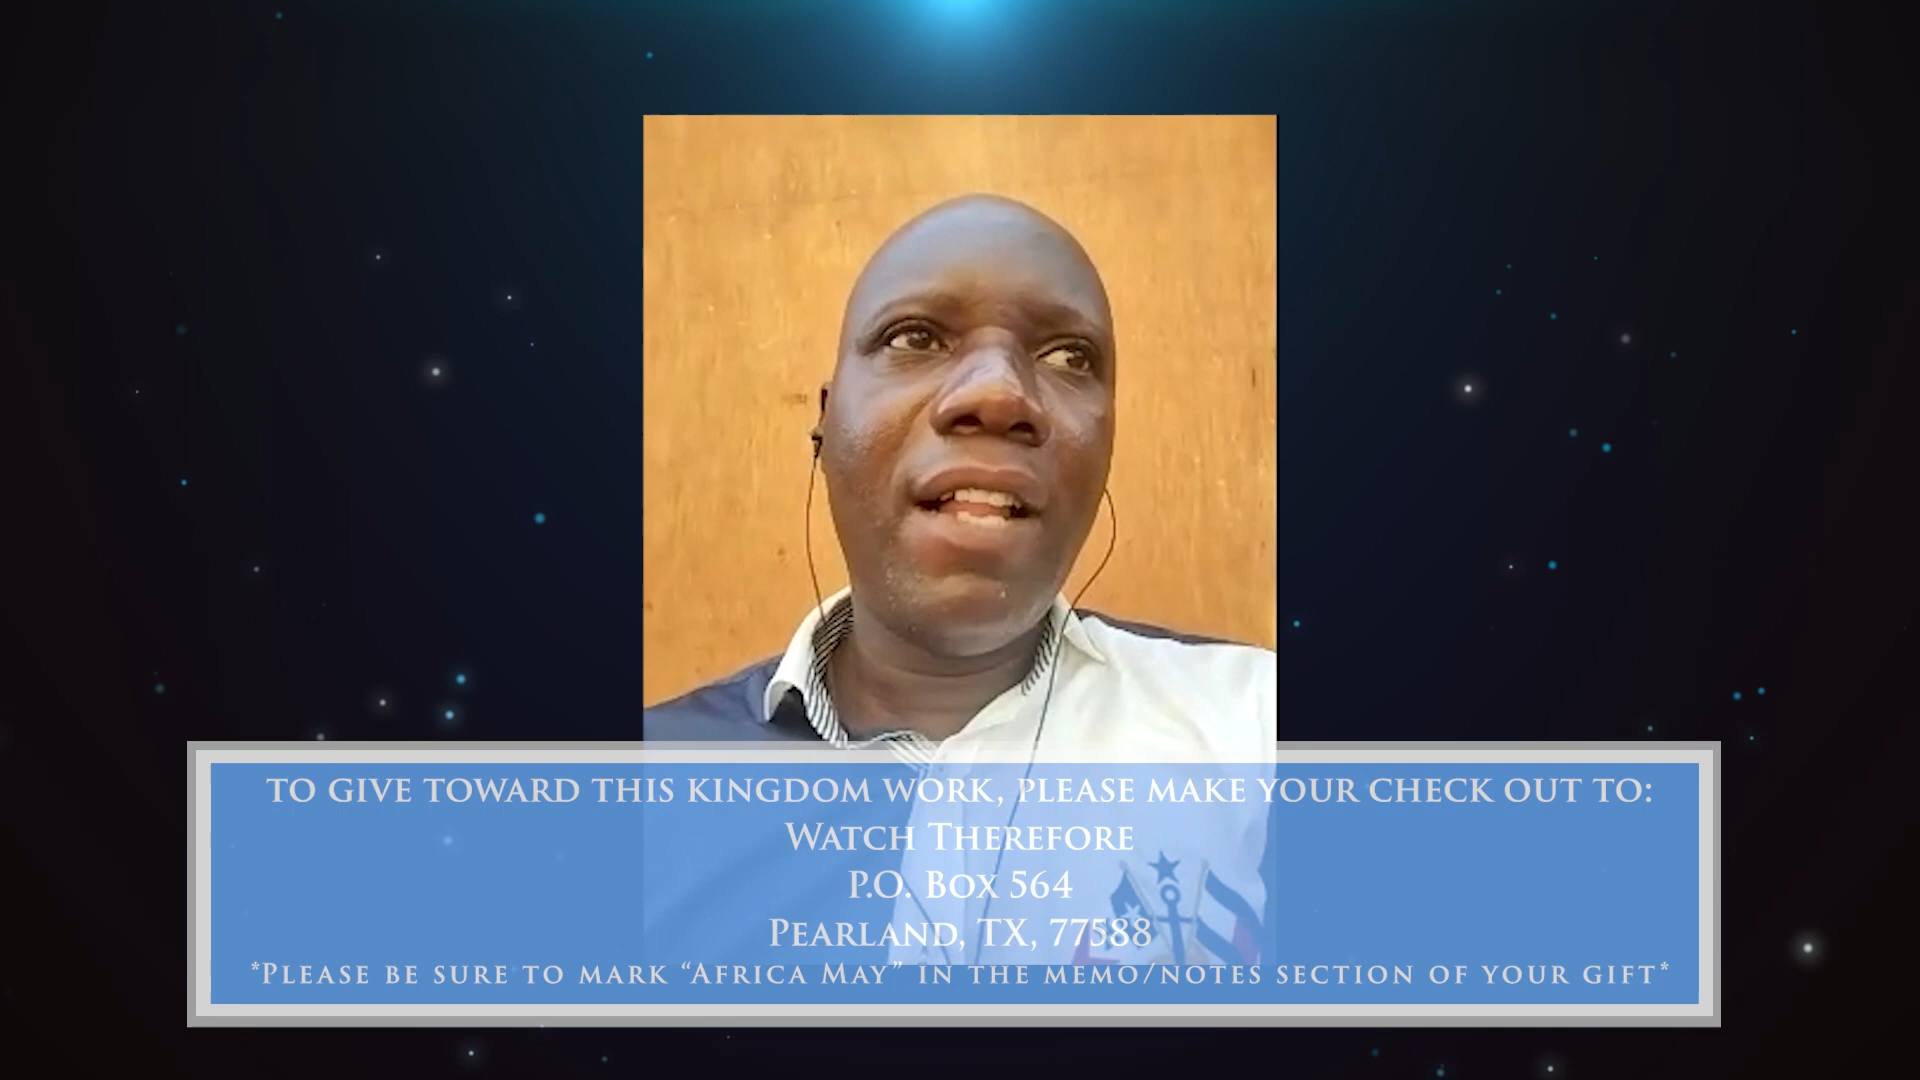 TO GIVE TOWARD THIS KINGDOM WORK, PLEASE MAKE YOUR CHECK OUT TO:
WATCH THEREFORE
P.O. BOX 564
PEARLAND, TX, 77588
*PLEASE BE SURE TO MARK “AFRICA MAY” IN THE MEMO/NOTES SECTION OF YOUR GIFT*